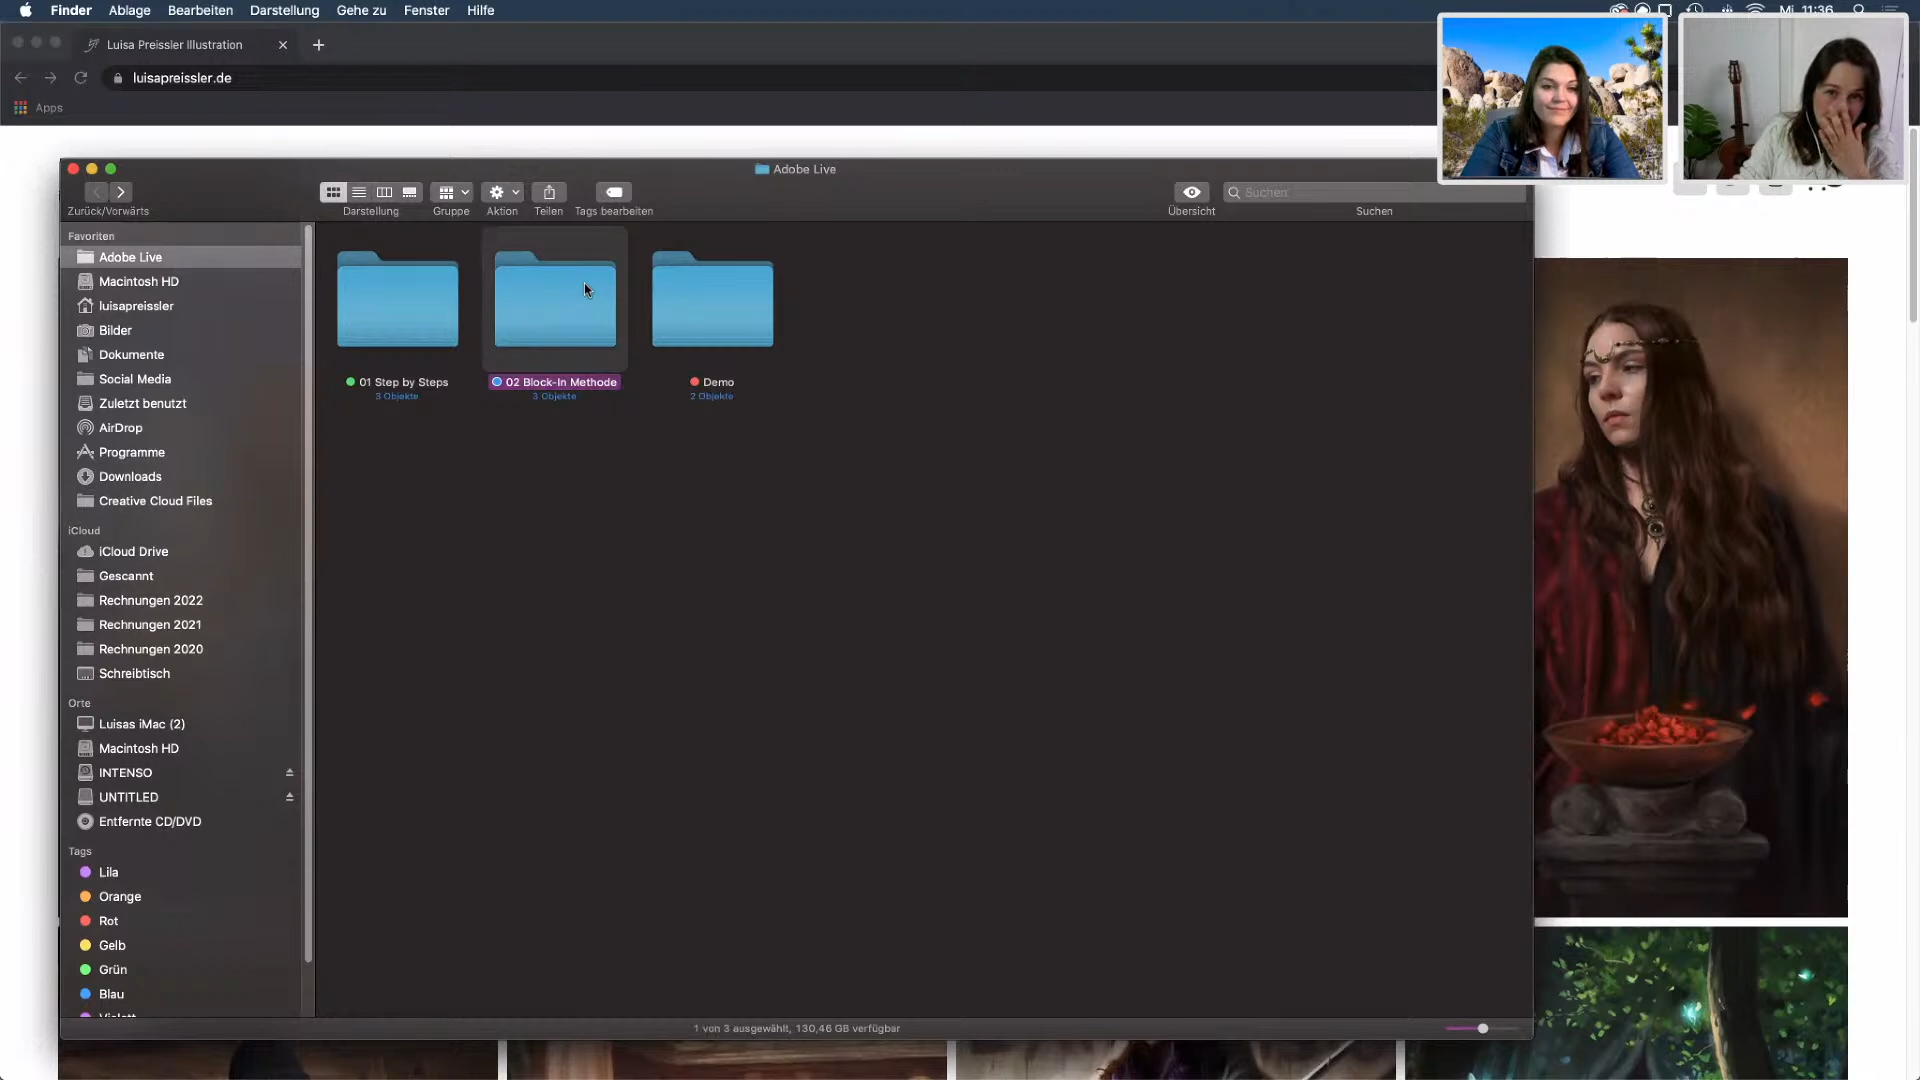 Finder Ablage Bearbeiten Darstellung Gehe zu Fenster Hilfe
Mi. 11:36
Luisa Preissler Illustration
luisapreissler.de
Apps
Adobe Live
Zurück/Vorwärts
Darstellung
Gruppe
Aktion
Teilen
Tags bearbeiten
Übersicht
Suchen
Suchen
Favoriten
Adobe Live
Macintosh HD
luisapreissler
Bilder
Dokumente
Social Media
Zuletzt benutzt
AirDrop
Programme
Downloads
Creative Cloud Files
iCloud
iCloud Drive
Gescannt
Rechnungen 2022
Rechnungen 2021
Rechnungen 2020
Schreibtisch
Orte
Luisas iMac (2)
Macintosh HD
INTENSO
UNTITLED
Entfernte CD/DVD
Tags
Lila
Orange
Rot
Gelb
Grün
Blau
Violett
01 Step by Steps
3 Objekte
02 Block-In Methode
3 Objekte
Demo
2 Objekte
1 von 3 ausgewählt, 130,46 GB verfügbar